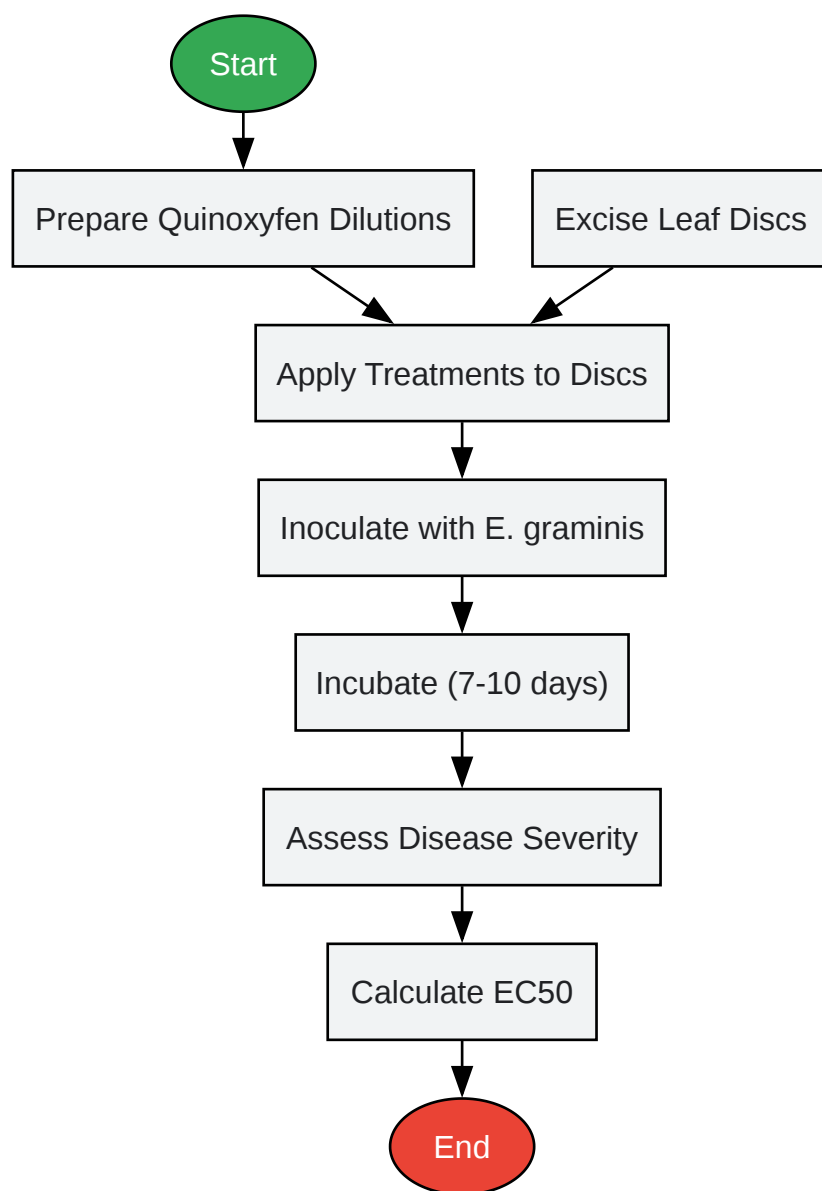 Start
Prepare Quinoxyfen Dilutions
Excise Leaf Discs
Apply Treatments to Discs
Inoculate with E. graminis
Incubate (7-10 days)
Assess Disease Severity
Calculate EC50
End